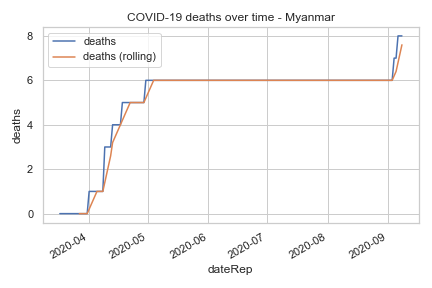 COVID-19 deaths over time - Myanmar
deaths
deaths (rolling)
deaths
8
6
4
2
0
2020-04
2020-05
2020-06
2020-07
2020-08
2020-09
dateRep